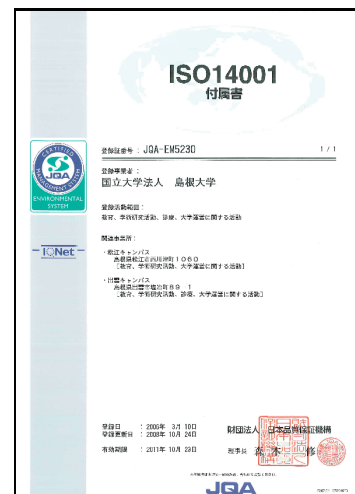 ISO14001
付属書
登録証番号 : JQA-EM5230
1 / 1
CERTIFIED
MANAGEMENT SYSTEM
JQA
ENVIRONMENTAL
SYSTEM
登録事業者 :
国立大学法人 島根大学
登録活動範囲 :
教育、学術研究活動、診療、大学運営に関する活動
IQNet
関連事業所 :
・松江キャンパス
島根県松江市西川津町1060
[教育、学術研究活動、大学運営に関する活動]
・出雲キャンパス
島根県出雲市塩冶町89-1
[教育、学術研究活動、診療、大学運営に関する活動]
登録日 : 2006年 3月 10日
登録更新日 : 2008年 10月 24日
有効期限 : 2011年 10月 23日
財団法人 日本品質保証機構
理事長
JQA